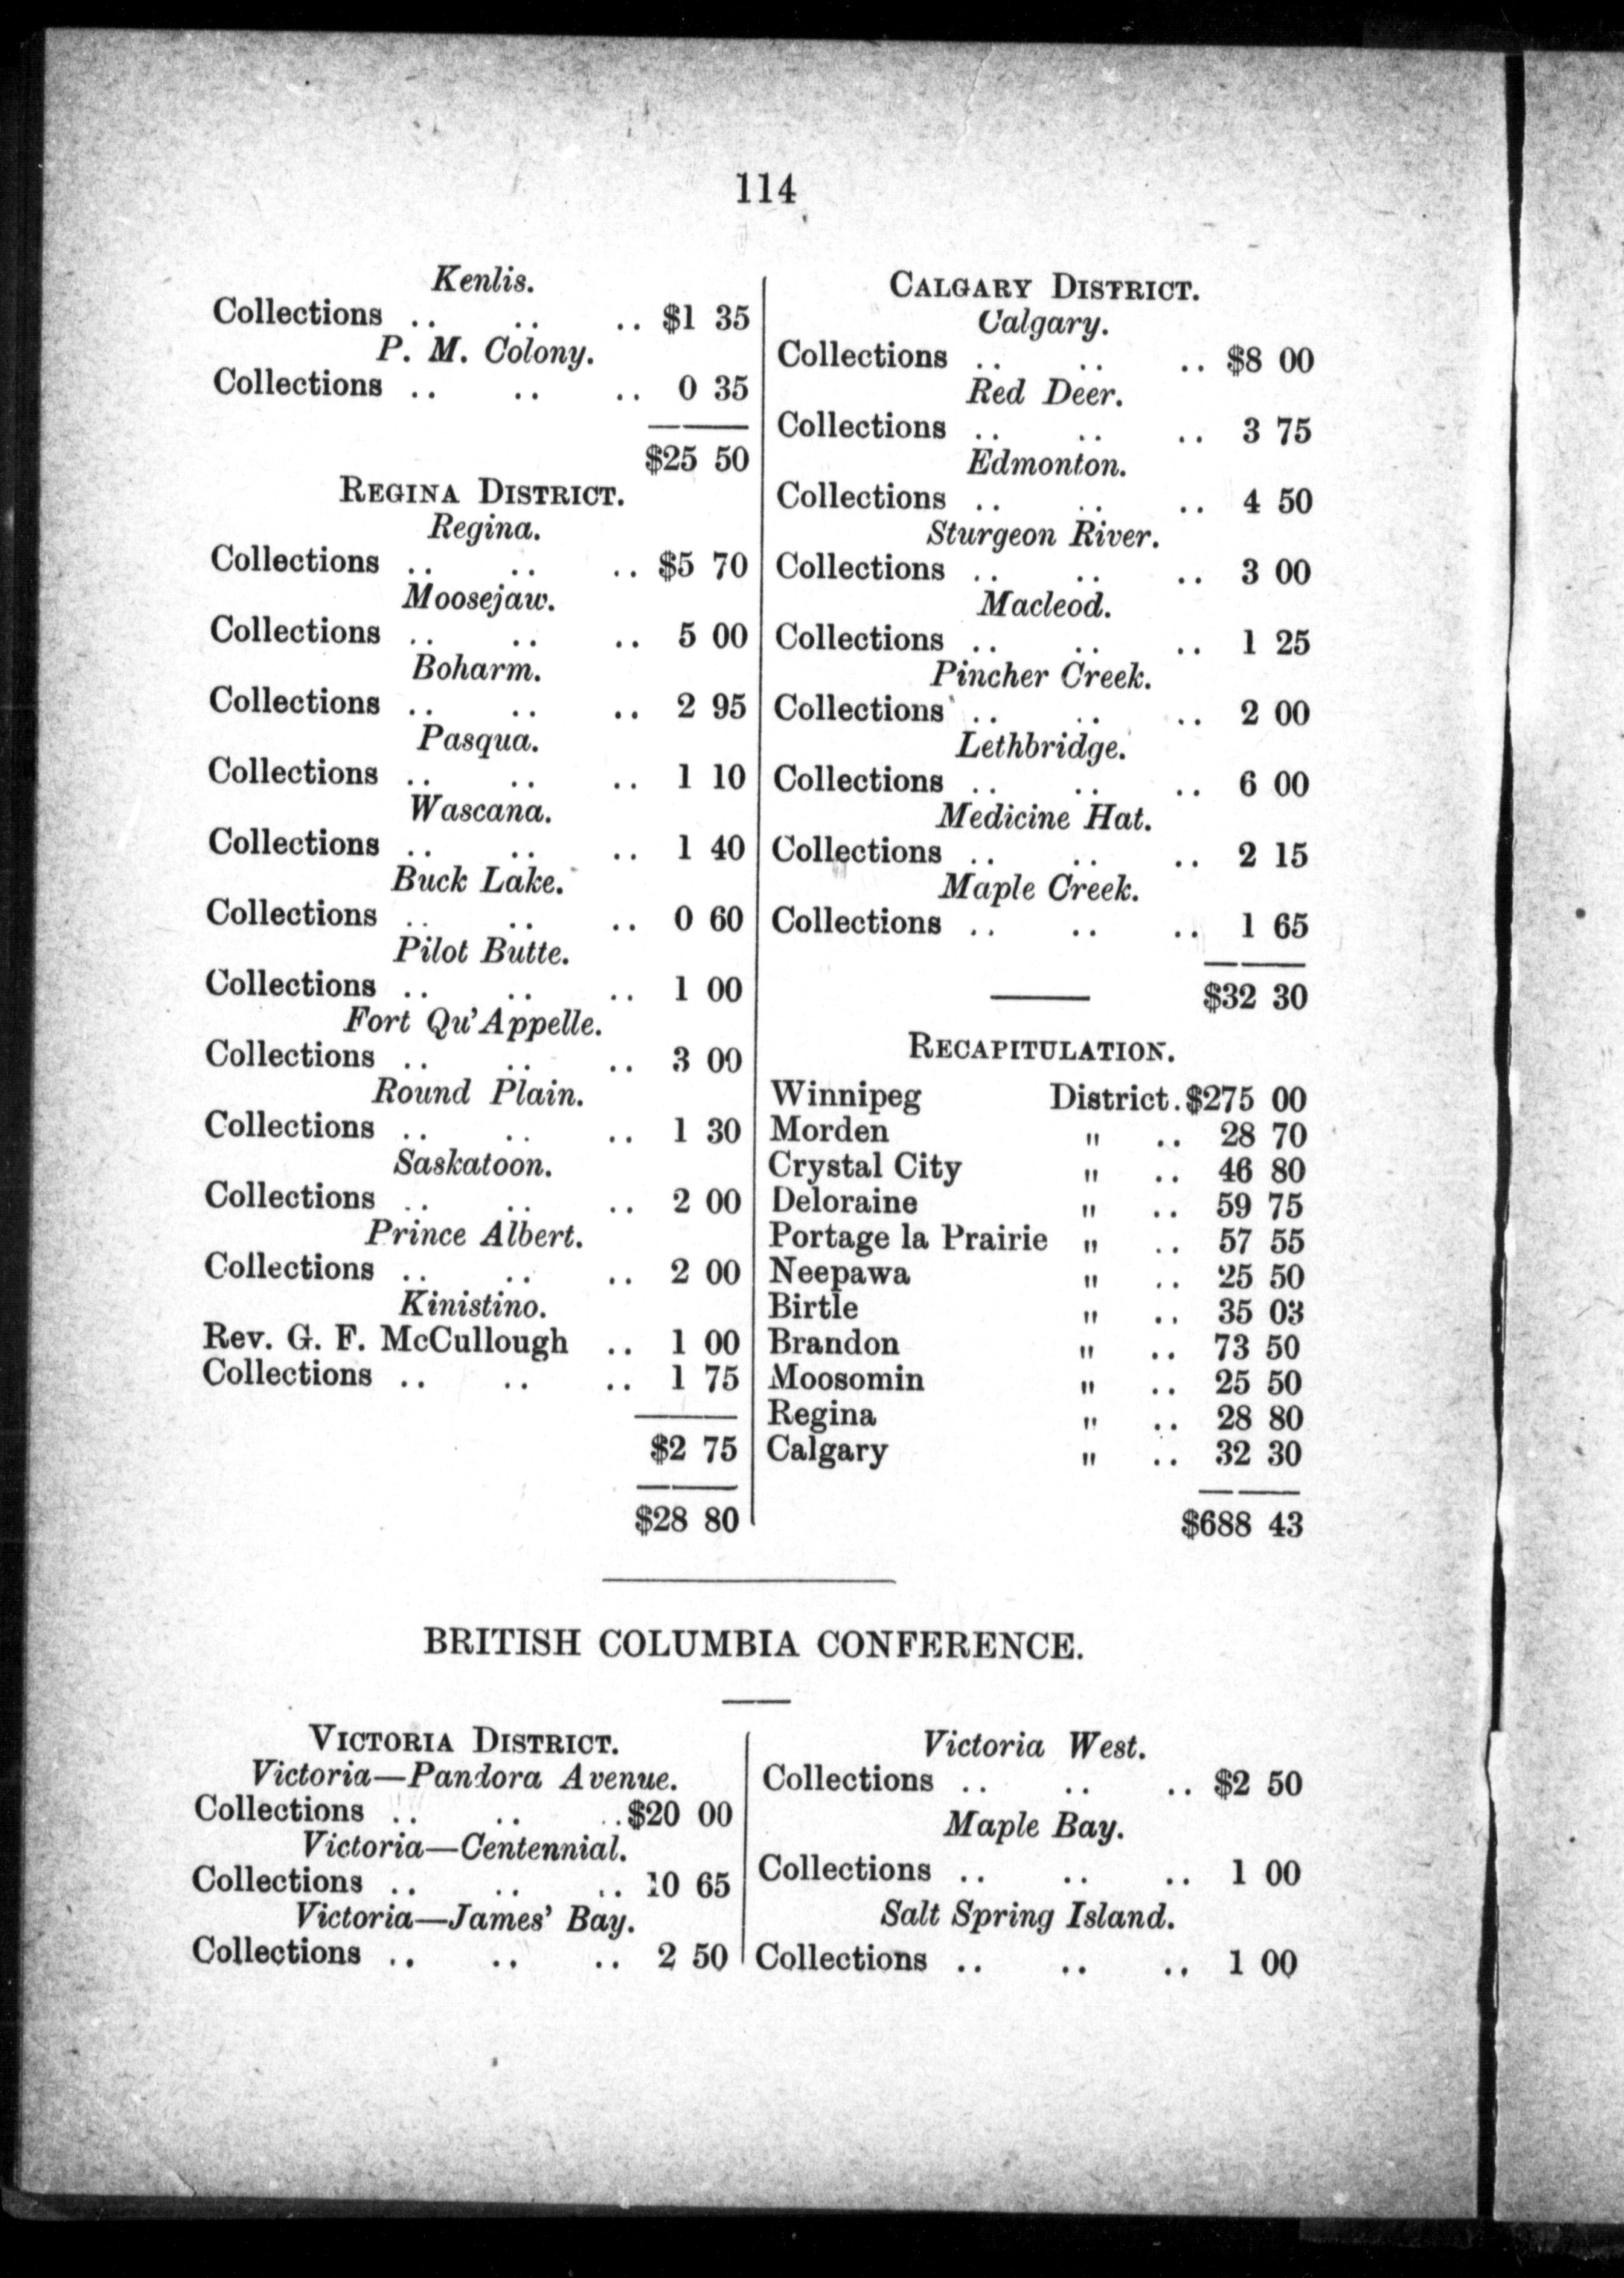 114
Kenlis.
Collections .. .. .. $1 35
P. M. Colony.
Collections .. .. .. 0 35
$25 50
REGINA DISTRICT.
Regina.
Collections .. .. .. $5 70
Moosejaw.
Collections .. .. .. 5 00
Boharm.
Collections .. .. .. 2 95
Pasqua.
Collections .. .. .. 1 10
Wascana.
Collections .. .. .. 1 40
Buck Lake.
Collections .. .. .. 0 60
Pilot Butte.
Collections .. .. .. 1 00
Fort Qu'Appelle.
Collections .. .. .. 3 00
Round Plain.
Collections .. .. .. 1 30
Saskatoon.
Collections .. .. .. 2 00
Prince Albert.
Collections .. .. .. 2 00
Kinistino.
Rev. G. F. McCullough .. 1 00
Collections .. .. .. 1 75
$2 75
$28 80
CALGARY DISTRICT.
Calgary.
Collections .. .. .. $8 00
Red Deer.
Collections .. .. .. 3 75
Edmonton.
Collections .. .. .. 4 50
Sturgeon River.
Collections .. .. .. 3 00
Macleod.
Collections .. .. .. 1 25
Pincher Creek.
Collections .. .. .. 2 00
Lethbridge.
Collections .. .. .. 6 00
Medicine Hat.
Collections .. .. .. 2 15
Maple Creek.
Collections .. .. .. 1 65
$32 30
RECAPITULATION.
Winnipeg District. $275 00
Morden " .. 28 70
Crystal City " .. 46 80
Deloraine " .. 59 75
Portage la Prairie " .. 57 55
Neepawa " .. 25 50
Birtle " .. 35 03
Brandon " .. 73 50
Moosomin " .. 25 50
Regina " .. 28 80
Calgary " .. 32 30
$688 43
BRITISH COLUMBIA CONFERENCE.
VICTORIA DISTRICT.
Victoria—Pandora Avenue.
Collections .. .. .. $20 00
Victoria—Centennial.
Collections .. .. .. 10 65
Victoria—James' Bay.
Collections .. .. .. 2 50
Victoria West.
Collections .. .. .. $2 50
Maple Bay.
Collections .. .. .. 1 00
Salt Spring Island.
Collections .. .. .. 1 00